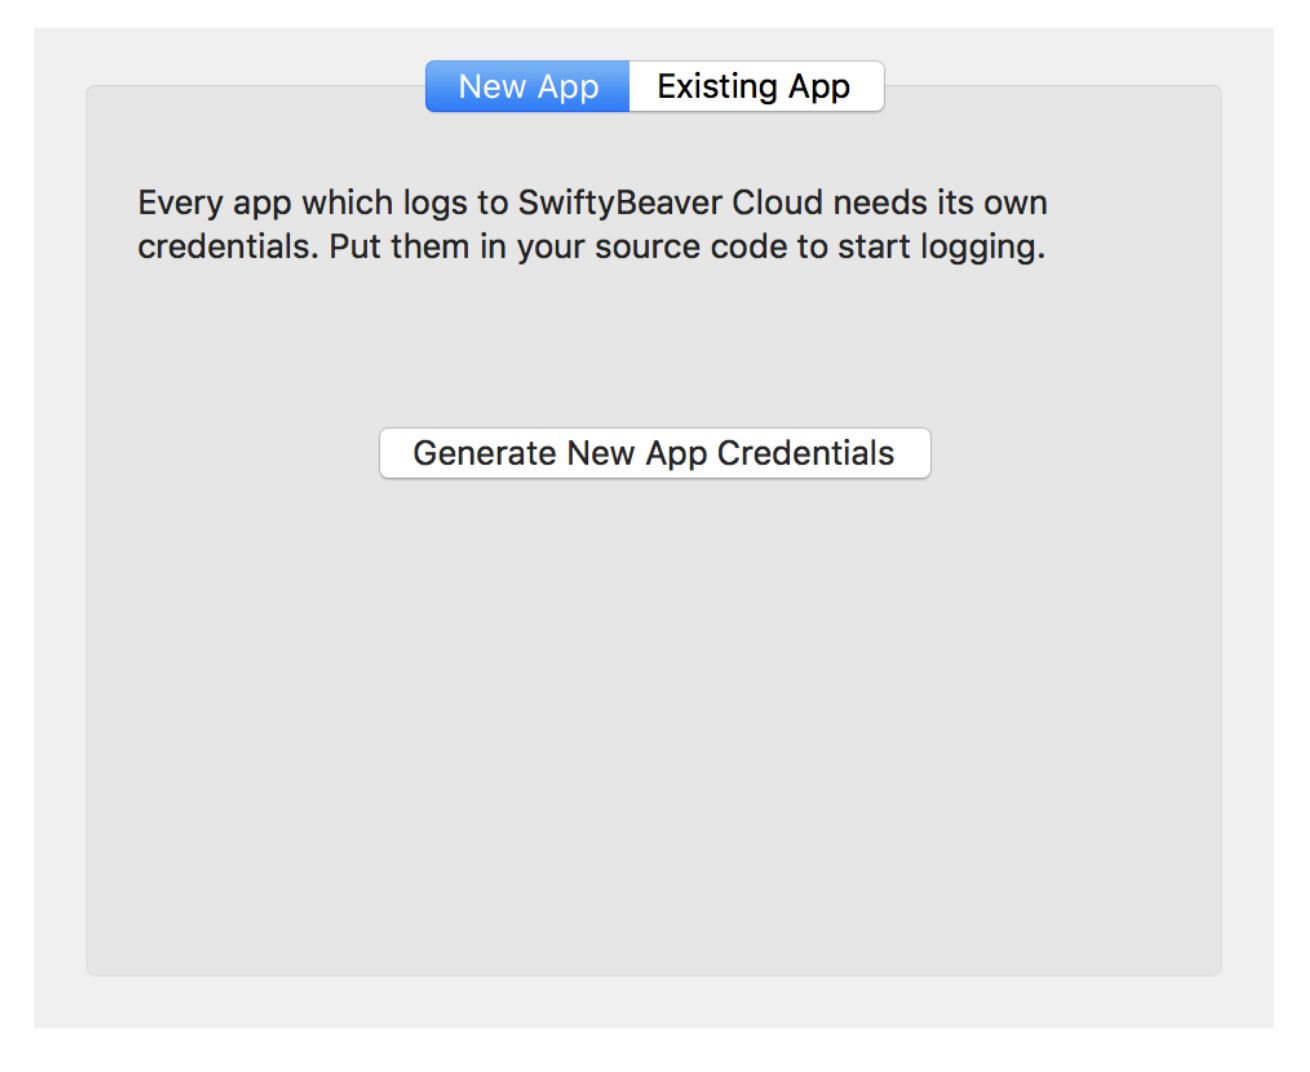 New App Existing App
Every app which logs to SwiftyBeaver Cloud needs its own
credentials. Put them in your source code to start logging.
Generate New App Credentials